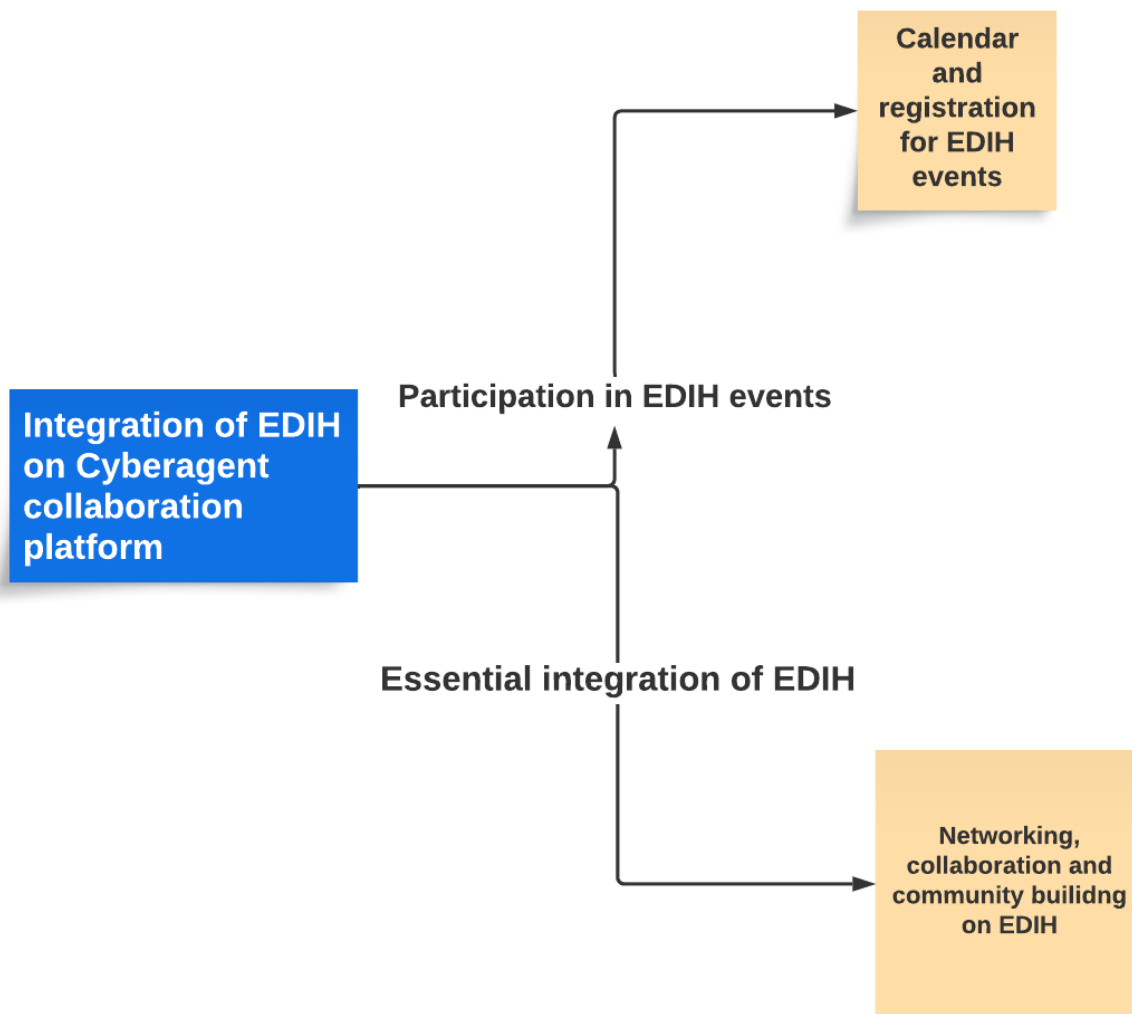 Calendar
and
registration
for EDIH
events
Participation in EDIH events
Integration of EDIH
on Cyberagent
collaboration
platform
Essential integration of EDIH
Networking,
collaboration and
community builidng
on EDIH